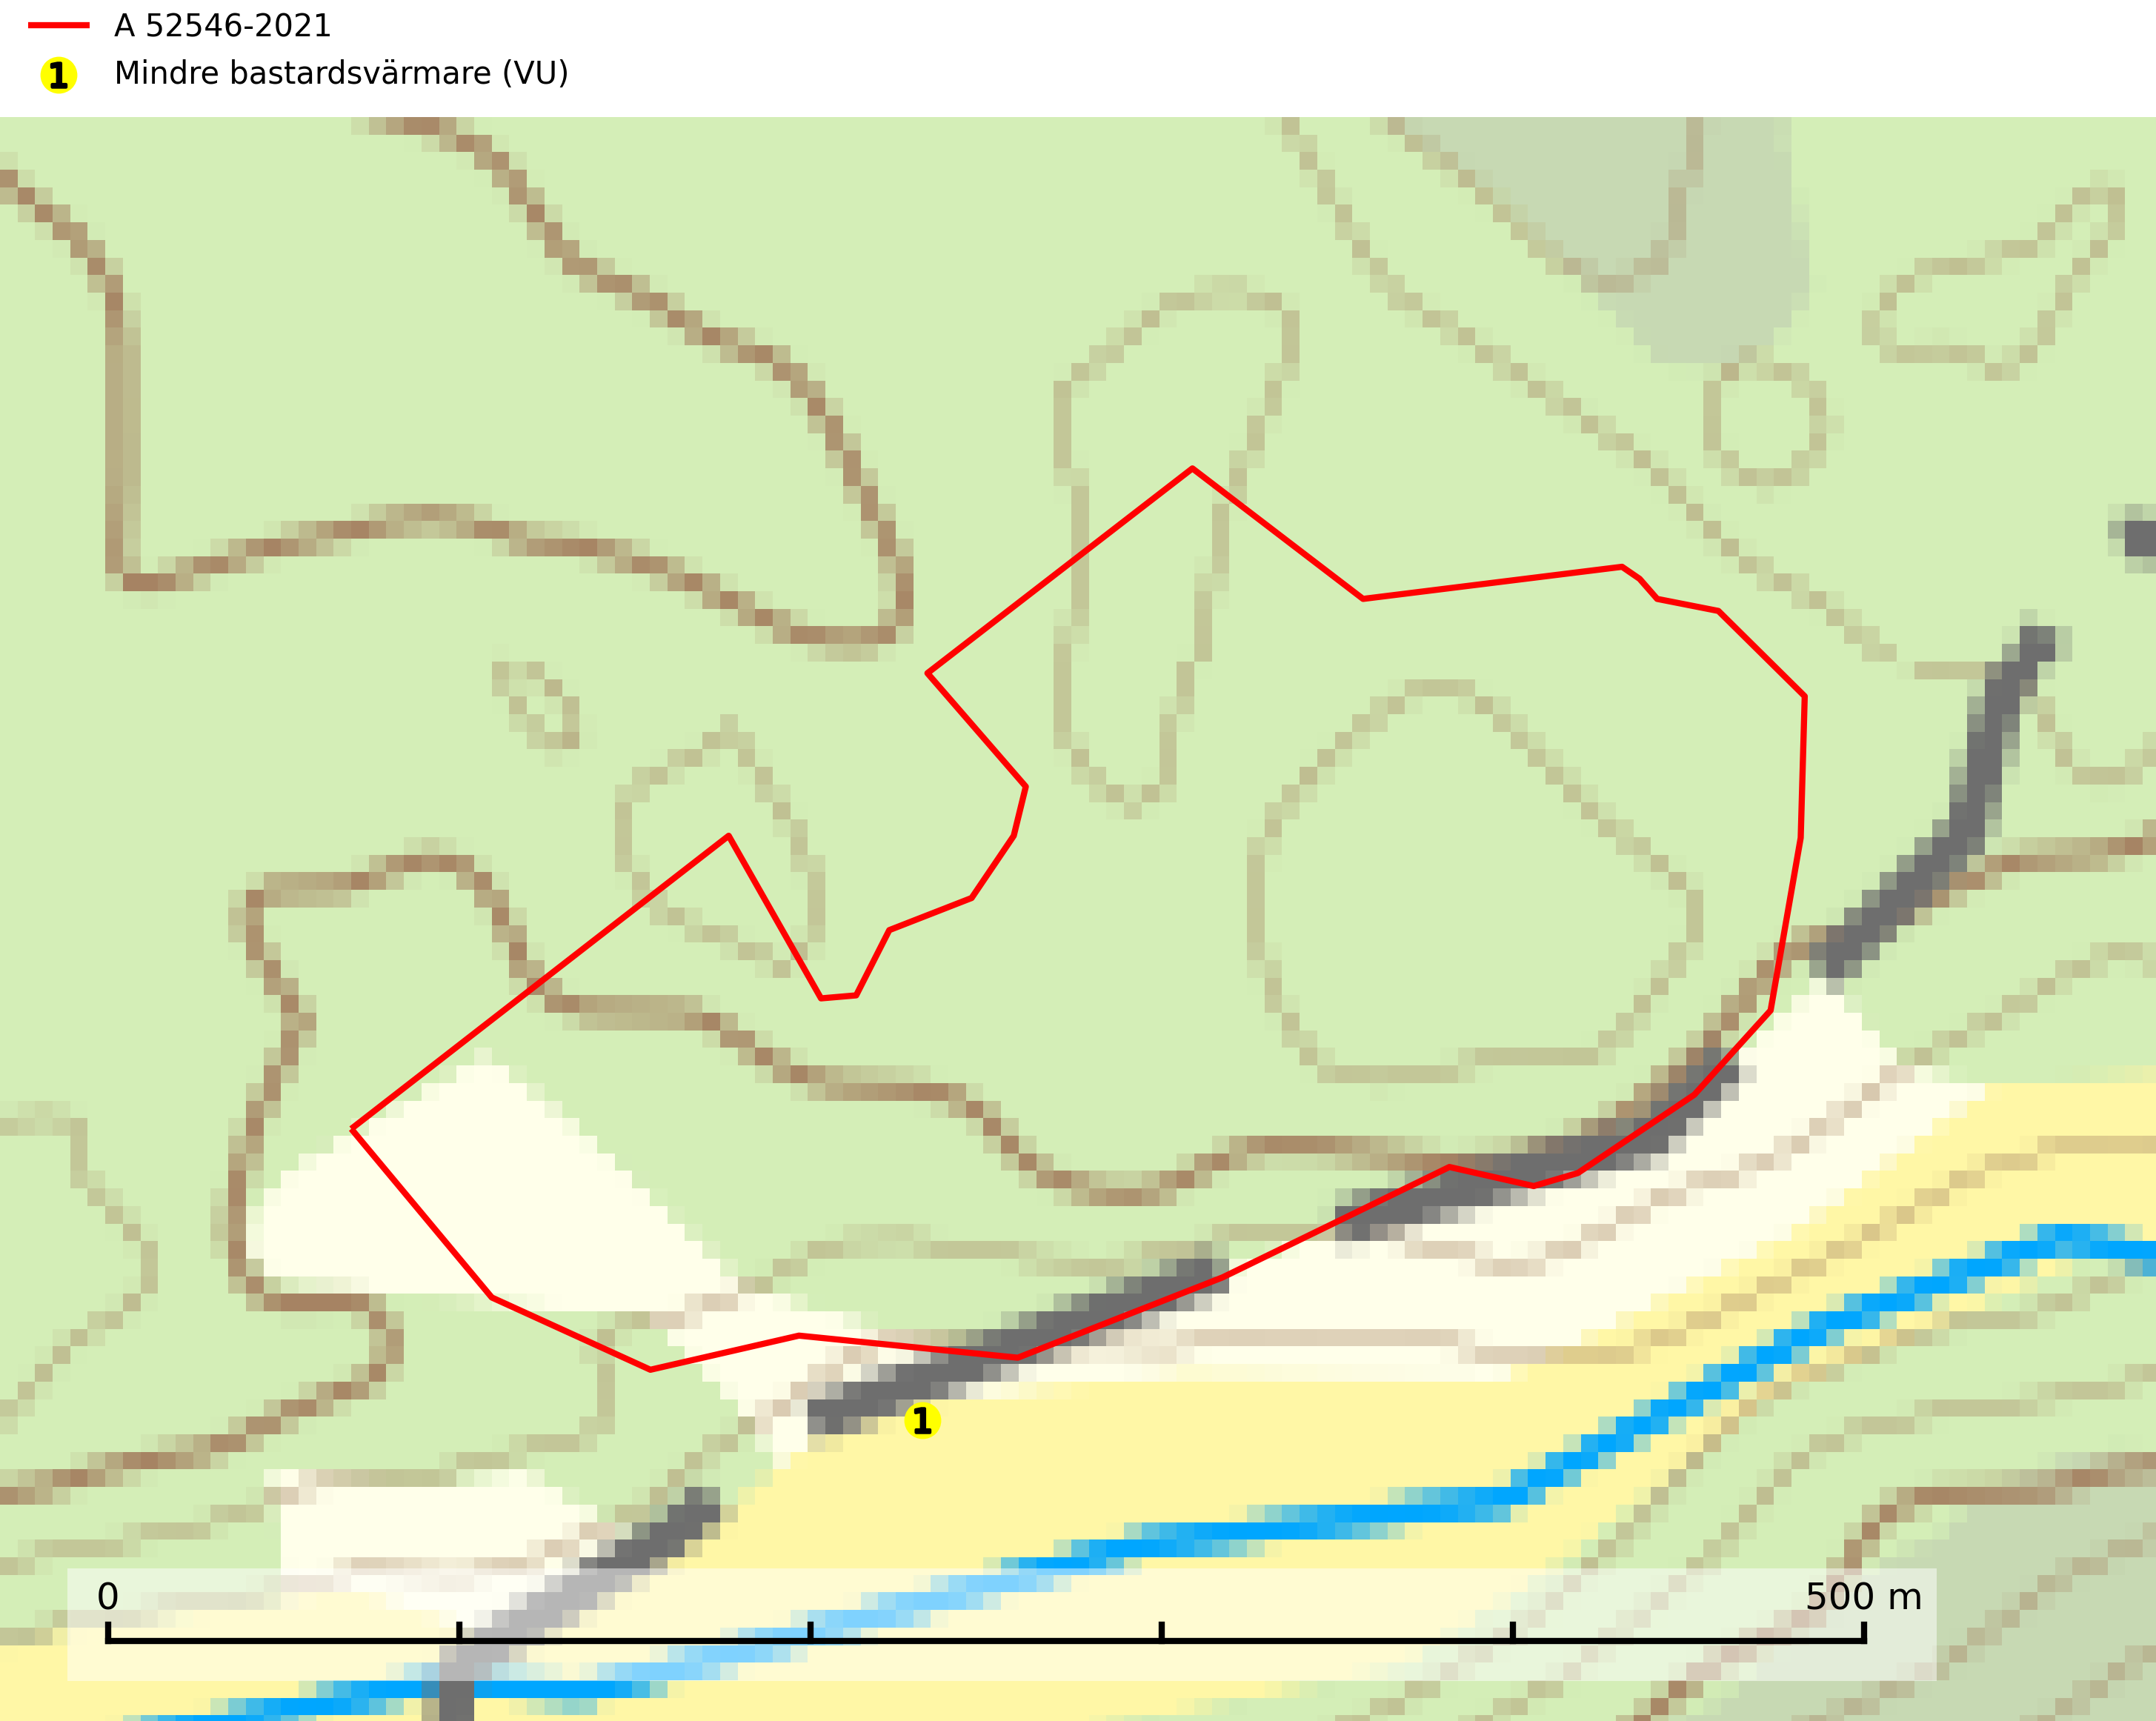 A 52546-2021
1 Mindre bastardsvärmare (VU)
1
0 500 m